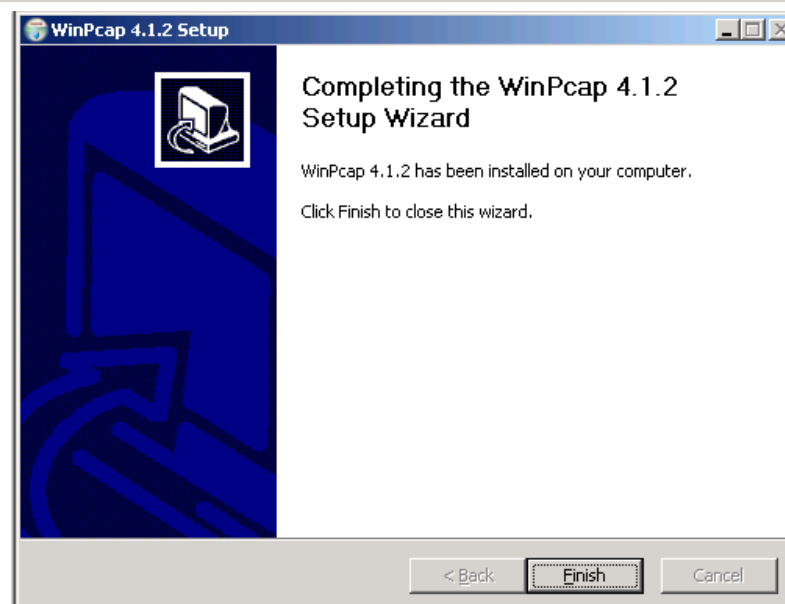 WinPcap 4.1.2 Setup
Completing the WinPcap 4.1.2
Setup Wizard
WinPcap 4.1.2 has been installed on your computer.
Click Finish to close this wizard.
< Back Finish Cancel